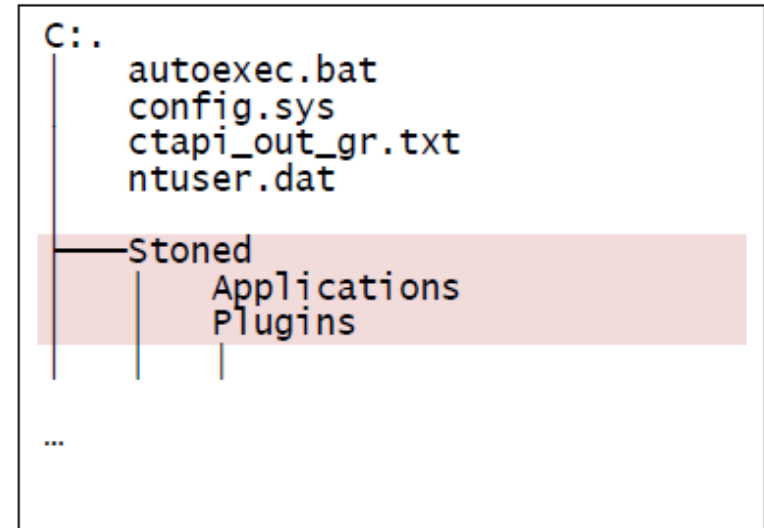 C:.
autoexec.bat
config.sys
ctapi_out_gr.txt
ntuser.dat
Stoned
Applications
Plugins
…